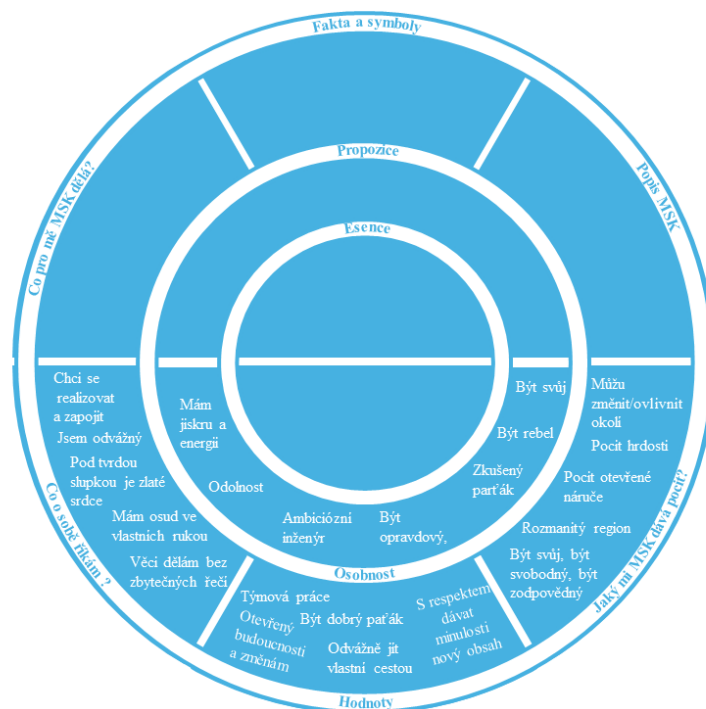 Fakta a symboly
Co pro mě MSK dělá?
Popis MSK
Propozice
Esence
Chci se
realizovat
a zapojit
Jsem odvážný
Pod tvrdou
slupkou je zlaté
srdce
Mám osud ve
vlastních rukou
Věci dělám bez
zbytečných řečí
Co o sobě říkám ?
Mám
jiskru a
energii
Odolnost
Ambiciózní
inženýr
Být
opravdový,
Zkušený
parťák
Být rebel
Být svůj
Můžu
změnit/ovlivnit
okolí
Pocit hrdosti
Pocit otevřené
náruče
Rozmanitý region
Být svůj, být
svobodný, být
zodpovědný
Jaký mi MSK dává pocit?
Osobnost
Týmová práce
Otevřený
budoucnosti
a změnám
Být dobrý paťák
Odvážně jít
vlastní cestou
S respektem
dávat
minulosti
nový obsah
Hodnoty